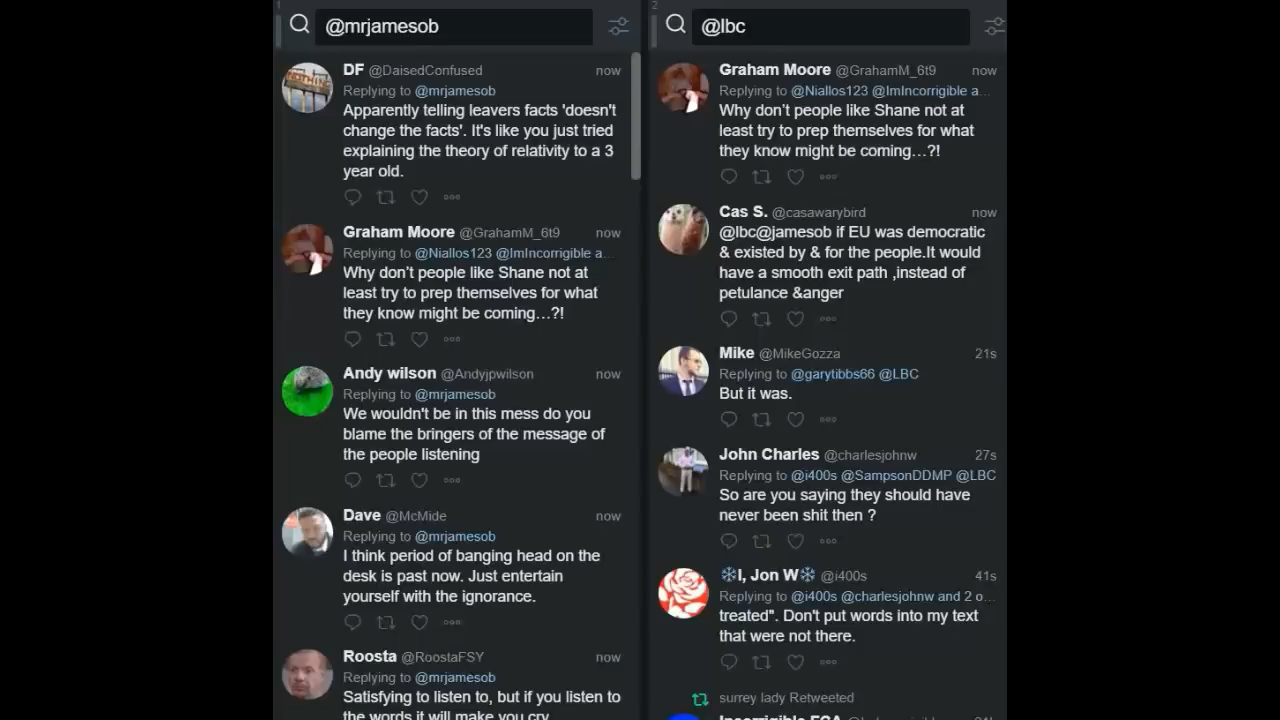 1
@mrjamesob
DF @DaisedConfused now
Replying to @mrjamesob
Apparently telling leavers facts 'doesn't
change the facts'. It's like you just tried
explaining the theory of relativity to a 3
year old.
Graham Moore @GrahamM_6t9 now
Replying to @Niallos123 @ImIncorrigible a...
Why don't people like Shane not at
least try to prep themselves for what
they know might be coming...?!
Andy wilson @Andyjpwilson now
Replying to @mrjamesob
We wouldn't be in this mess do you
blame the bringers of the message of
the people listening
Dave @McMide now
Replying to @mrjamesob
I think period of banging head on the
desk is past now. Just entertain
yourself with the ignorance.
Roosta @RoostaFSY now
Replying to @mrjamesob
Satisfying to listen to, but if you listen to
the words it will make you cry
2
@lbc
Graham Moore @GrahamM_6t9 now
Replying to @Niallos123 @ImIncorrigible a...
Why don't people like Shane not at
least try to prep themselves for what
they know might be coming...?!
Cas S. @casawarybird now
@lbc@jamesob if EU was democratic
& existed by & for the people.It would
have a smooth exit path ,instead of
petulance &anger
Mike @MikeGozza 21s
Replying to @garytibbs66 @LBC
But it was.
John Charles @charlesjohnw 27s
Replying to @i400s @SampsonDDMP @LBC
So are you saying they should have
never been shit then ?
❄I, Jon W❄ @i400s 41s
Replying to @i400s @charlesjohnw and 2 o...
treated". Don't put words into my text
that were not there.
surrey lady Retweeted